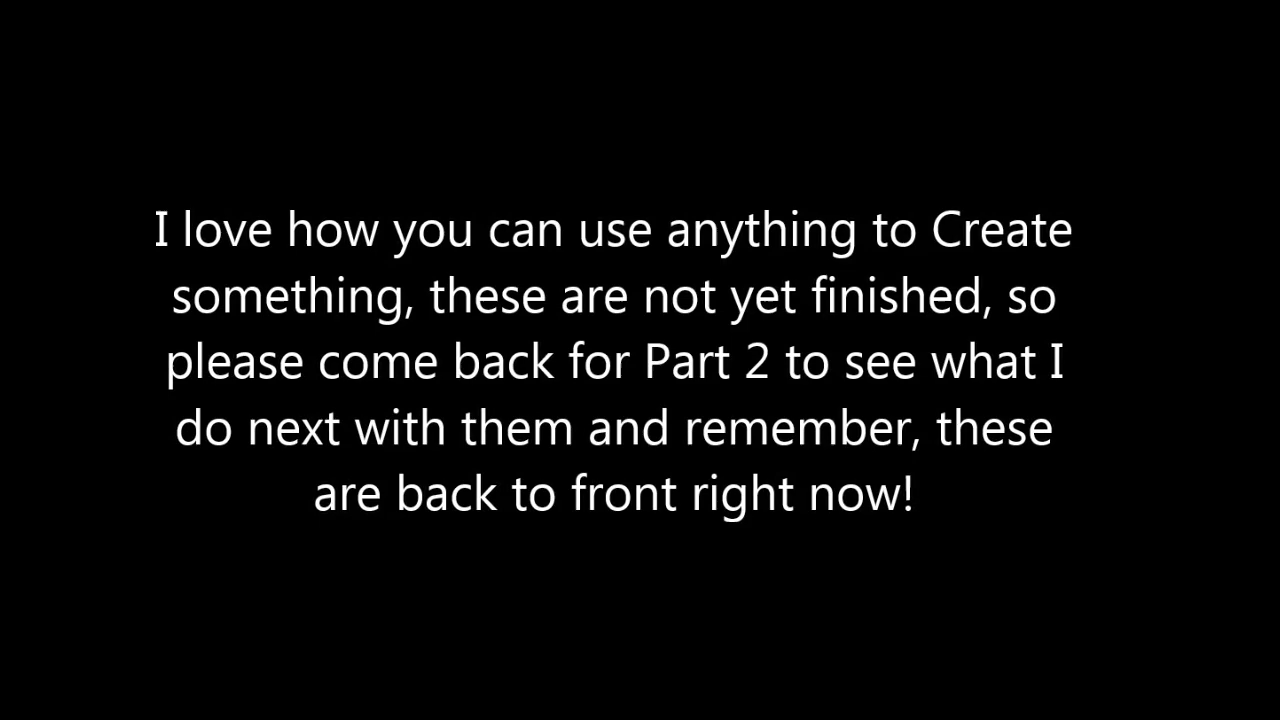 I love how you can use anything to Create
something, these are not yet finished, so
please come back for Part 2 to see what I
do next with them and remember, these
are back to front right now!